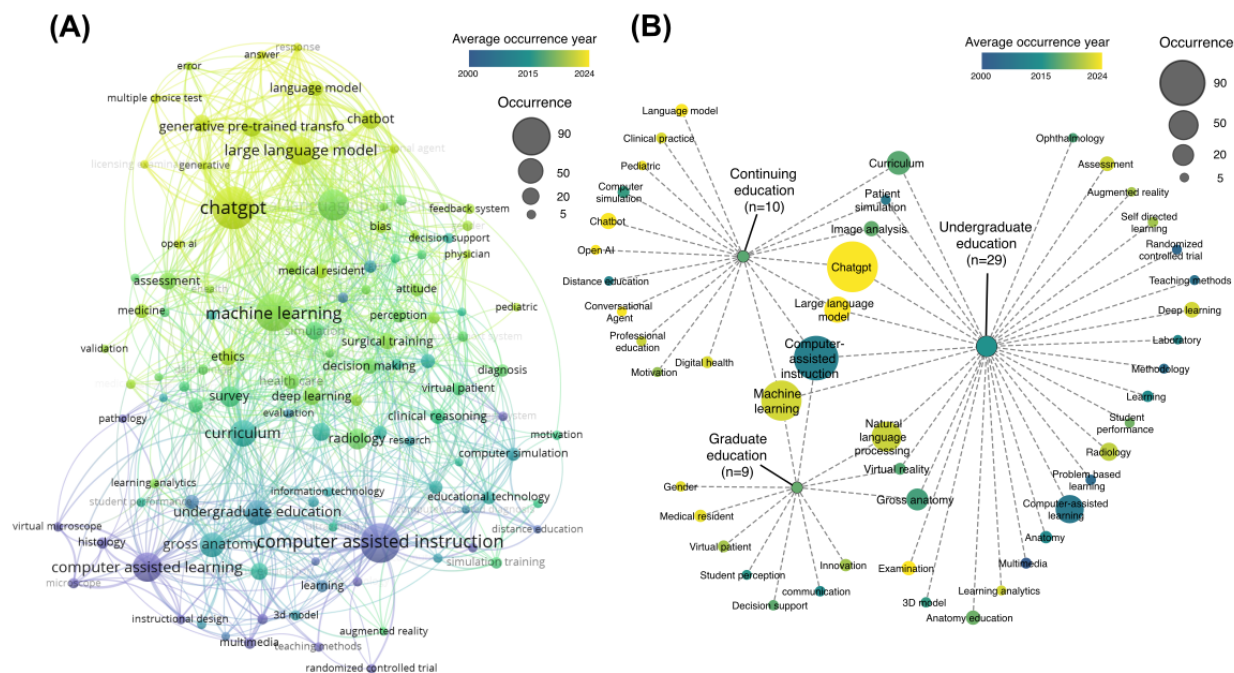 (A)
Average occurrence year
2000
2015
2024
Occurrence
90
50
20
5
response
answer
error
language model
multiple choice test
chatbot
generative pre-trained transfo
large language model
generative
chatgpt
feedback system
bias
open ai
decision support
physician
medical resident
assessment
attitude
medicine
machine learning
pediatric
perception
simulation
surgical training
validation
ethics
decision making
diagnosis
health care
virtual patient
survey
deep learning
pathology
evaluation
clinical reasoning
curriculum
radiology
research
motivation
computer simulation
learning analytics
information technology
educational technology
undergraduate education
virtual microscope
distance education
histology
gross anatomy
computer assisted instruction
computer assisted learning
simulation training
microscope
learning
instructional design
3d model
multimedia
augmented reality
teaching methods
randomized controlled trial
(B)
Average occurrence year
2000
2015
2024
Occurrence
90
50
20
5
Language model
Clinical practice
Pediatric
Computer
simulation
Chatbot
Open AI
Distance education
Conversational
Agent
Professional
education
Motivation
Digital health
Continuing
education
(n=10)
Curriculum
Patient
simulation
Image analysis
Chatgpt
Large language
model
Computer-
assisted
instruction
Machine
learning
Undergraduate
education
(n=29)
Ophthalmology
Assessment
Augmented reality
Self directed
learning
Randomized
controlled trial
Teaching methods
Deep learning
Laboratory
Methodology
Learning
Student
performance
Radiology
Problem based
learning
Computer-assisted
learning
Anatomy
Multimedia
Learning analytics
Anatomy education
3D model
Examination
Natural
language
processing
Virtual reality
Gross anatomy
Graduate
education
(n=9)
Gender
Medical resident
Virtual patient
Student perception
Decision support
communication
Innovation